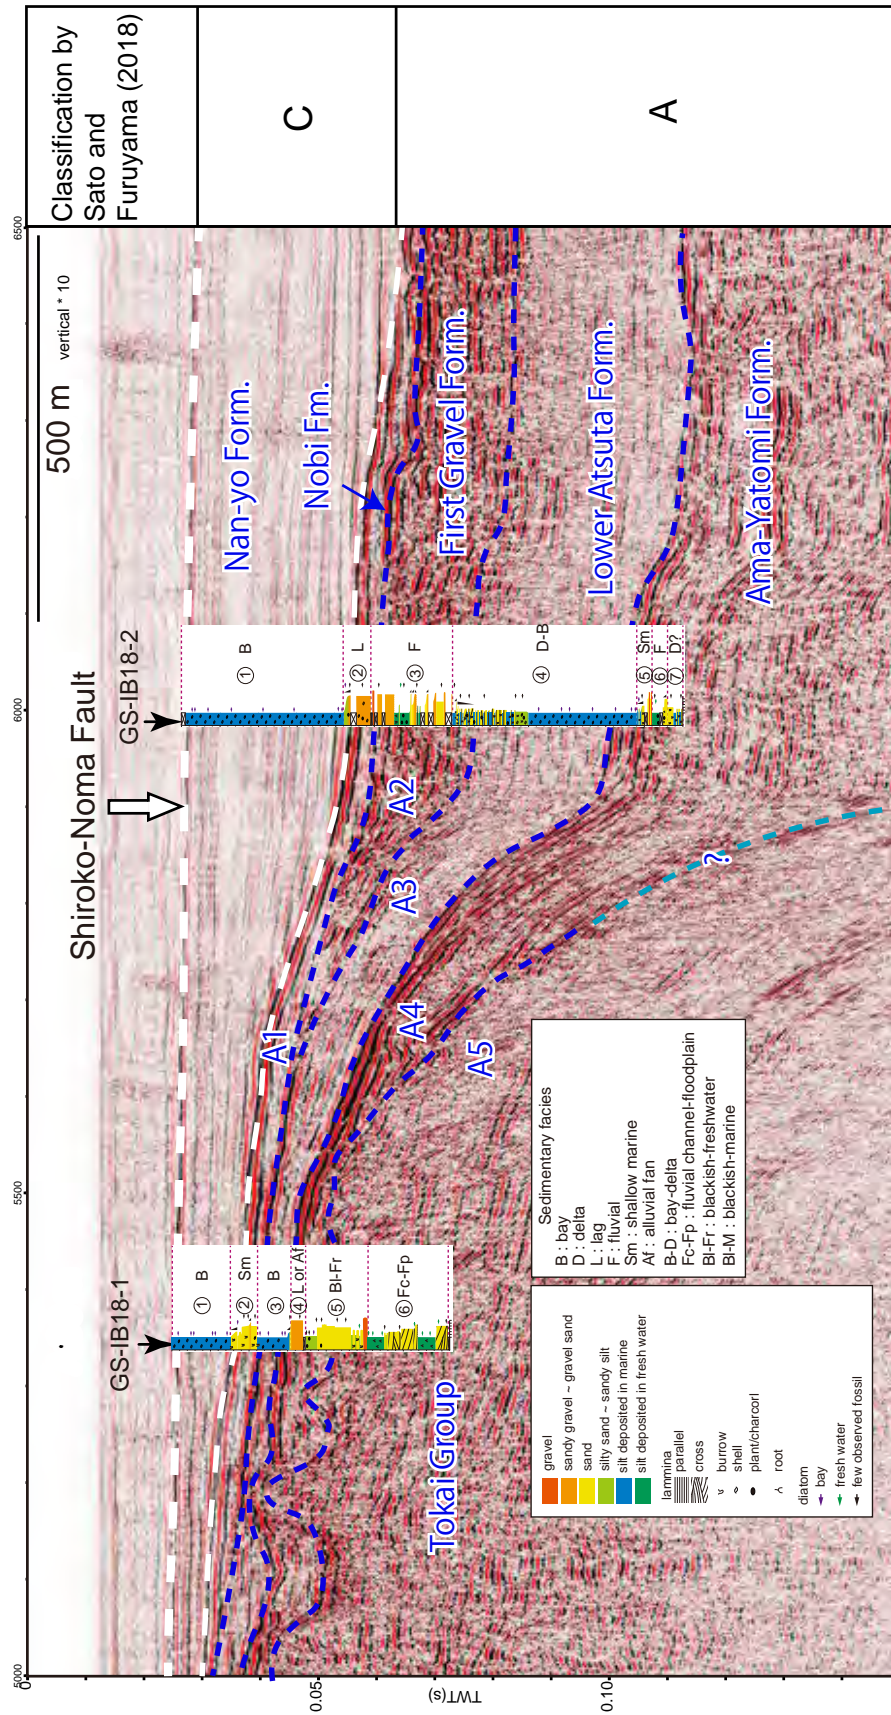 Shiroko-Noma Fault
500 m
vertical * 10
Classification by
Sato and
Furuyama (2018)
C
A
GS-IB18-1
GS-IB18-2
5000
5500
6000
6500
0
0.05
0.10
TWT(s)
Nan-yo Form.
Nobi Fm.
First Gravel Form.
Lower Atsuta Form.
Ama-Yatomi Form.
Tokai Group
A1
A2
A3
A4
A5
?
① B
② Sm
③ B
④ L or Af
⑤ Bl-Fr
⑥ Fc-Fp
① B
② L
③ F
④ D-B
⑤ Sm
⑥ F
⑦ D?
gravel
sandy gravel ~ gravel sand
sand
silty sand ~ sandy silt
silt deposited in marine
silt deposited in fresh water
lammina
parallel
cross
burrow
shell
plant/charcorl
root
diatom
bay
fresh water
few observed fossil
Sedimentary facies
B : bay
D : delta
L : lag
F : fluvial
Sm : shallow marine
Af : alluvial fan
B-D : bay-delta
Fc-Fp : fluvial channel-floodplain
Bl-Fr : blackish-freshwater
Bl-M : blackish-marine